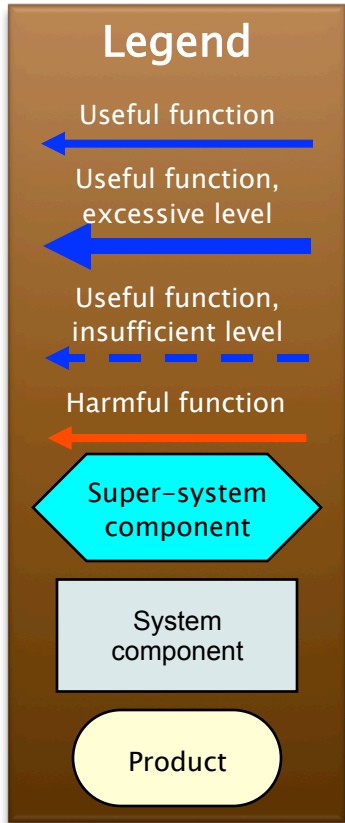 Legend
Useful function
Useful function,
excessive level
Useful function,
insufficient level
Harmful function
Super-system
component
System
component
Product